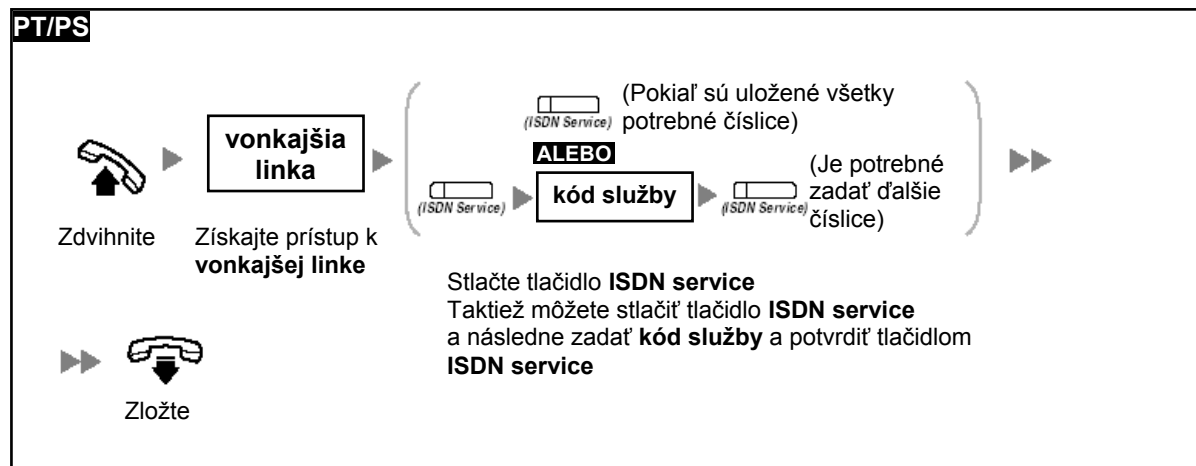 PT/PS
(Pokiaľ sú uložené všetky
potrebné číslice)
(ISDN Service)
ALEBO
vonkajšia
linka
(ISDN Service)
kód služby
(ISDN Service)
(Je potrebné
zadať ďalšie
číslice)
Zdvihnite
Získajte prístup k
vonkajšej linke
Stlačte tlačidlo ISDN service
Taktiež môžete stlačiť tlačidlo ISDN service
a následne zadať kód služby a potvrdiť tlačidlom
ISDN service
Zložte